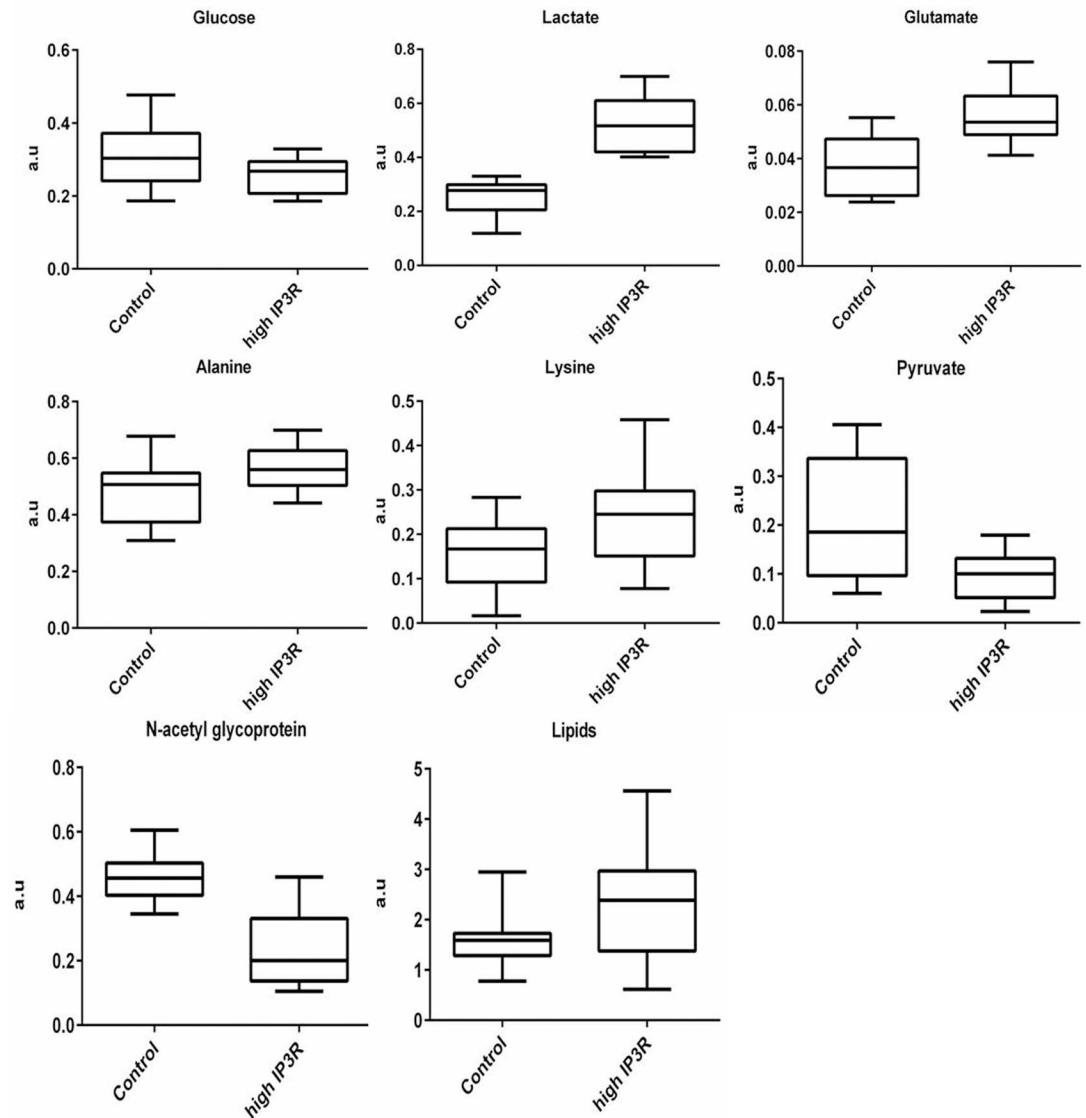 Glucose
0.6
0.4
0.2
0.0
a.u
Control
high IP3R
Lactate
0.8
0.6
0.4
0.2
0.0
a.u
Control
high IP3R
Glutamate
0.08
0.06
0.04
0.02
0.00
a.u
Control
high IP3R
Alanine
0.8
0.6
0.4
0.2
0.0
a.u
Control
high IP3R
Lysine
0.5
0.4
0.3
0.2
0.1
0.0
a.u
Control
high IP3R
Pyruvate
0.5
0.4
0.3
0.2
0.1
0.0
a.u
Control
high IP3R
N-acetyl glycoprotein
0.8
0.6
0.4
0.2
0.0
a.u
Control
high IP3R
Lipids
5
4
3
2
1
0
a.u
Control
high IP3R